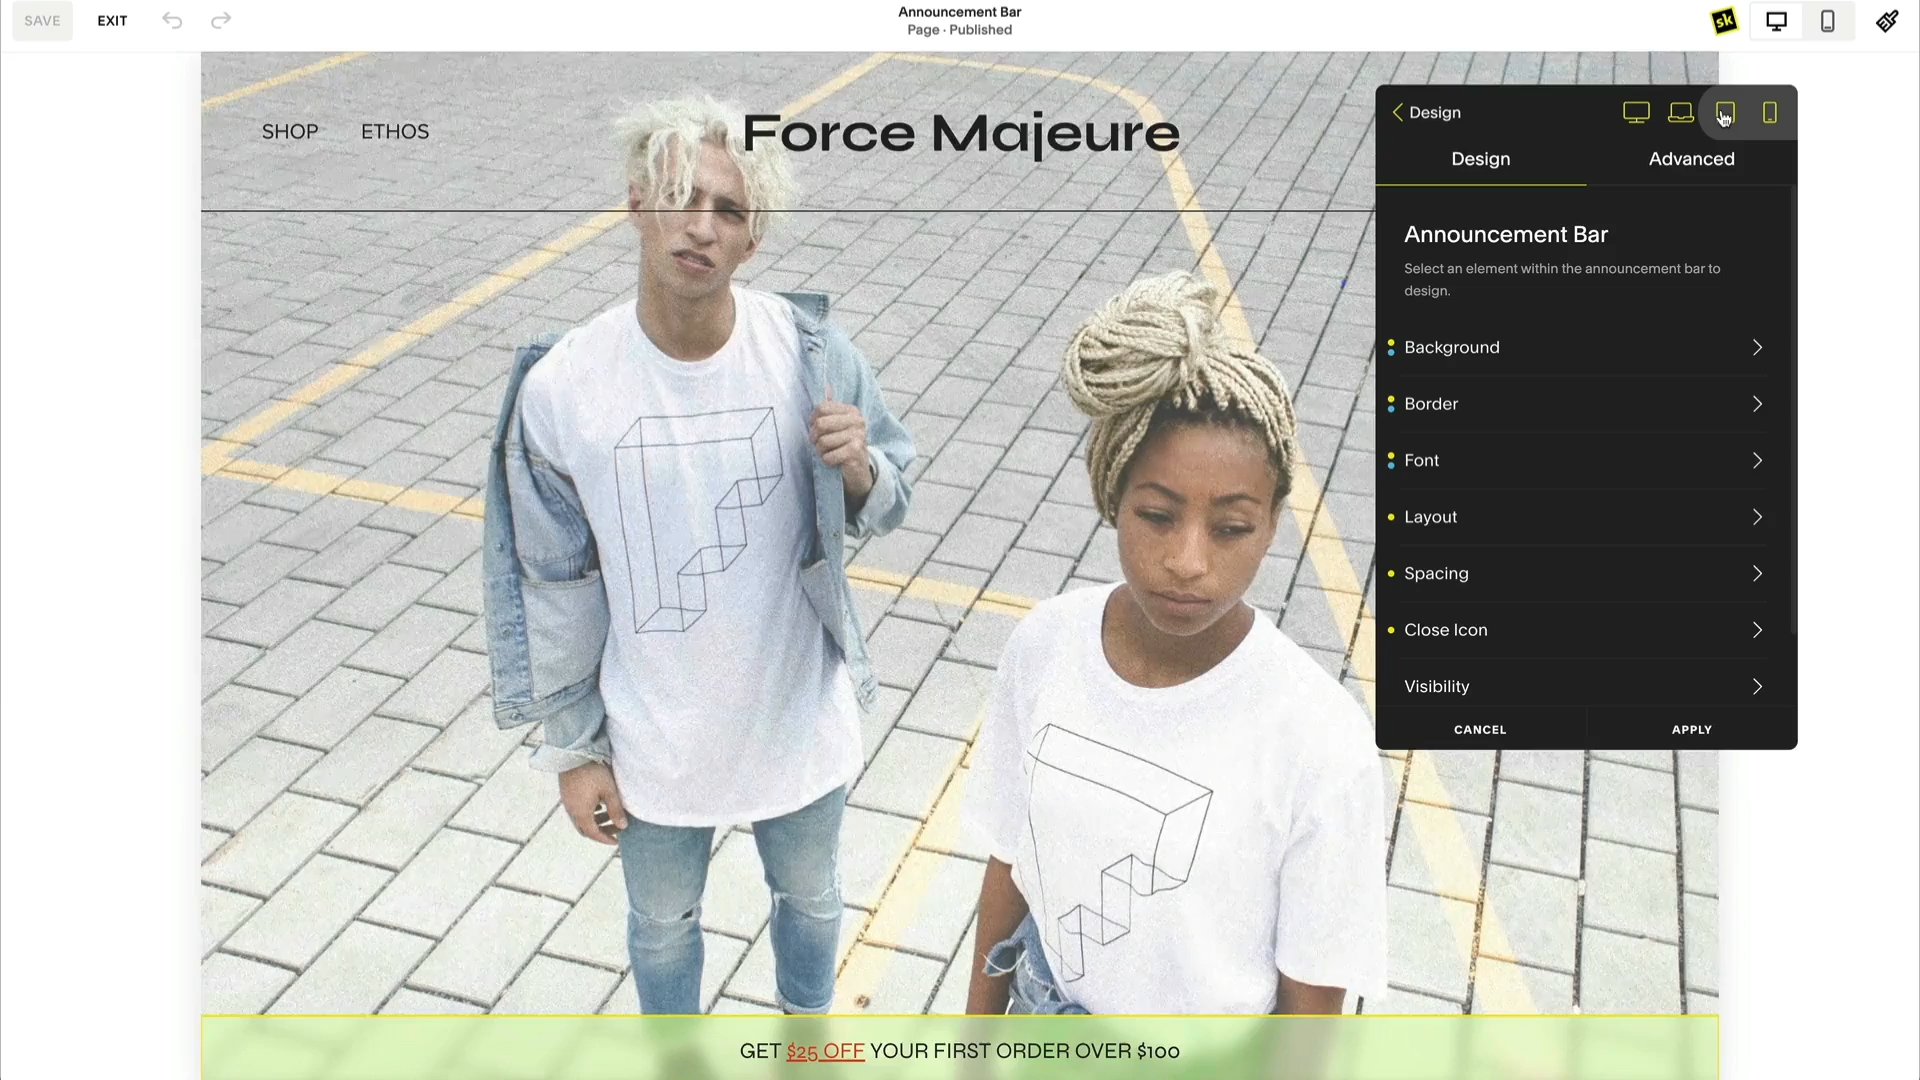 SAVE
EXIT
Announcement Bar
Page · Published
sk
SHOP
ETHOS
Force Majeure
Design
Design
Advanced
Announcement Bar
Select an element within the announcement bar to
design.
Background
Border
Font
Layout
Spacing
Close Icon
Visibility
CANCEL
APPLY
GET $25 OFF YOUR FIRST ORDER OVER $100